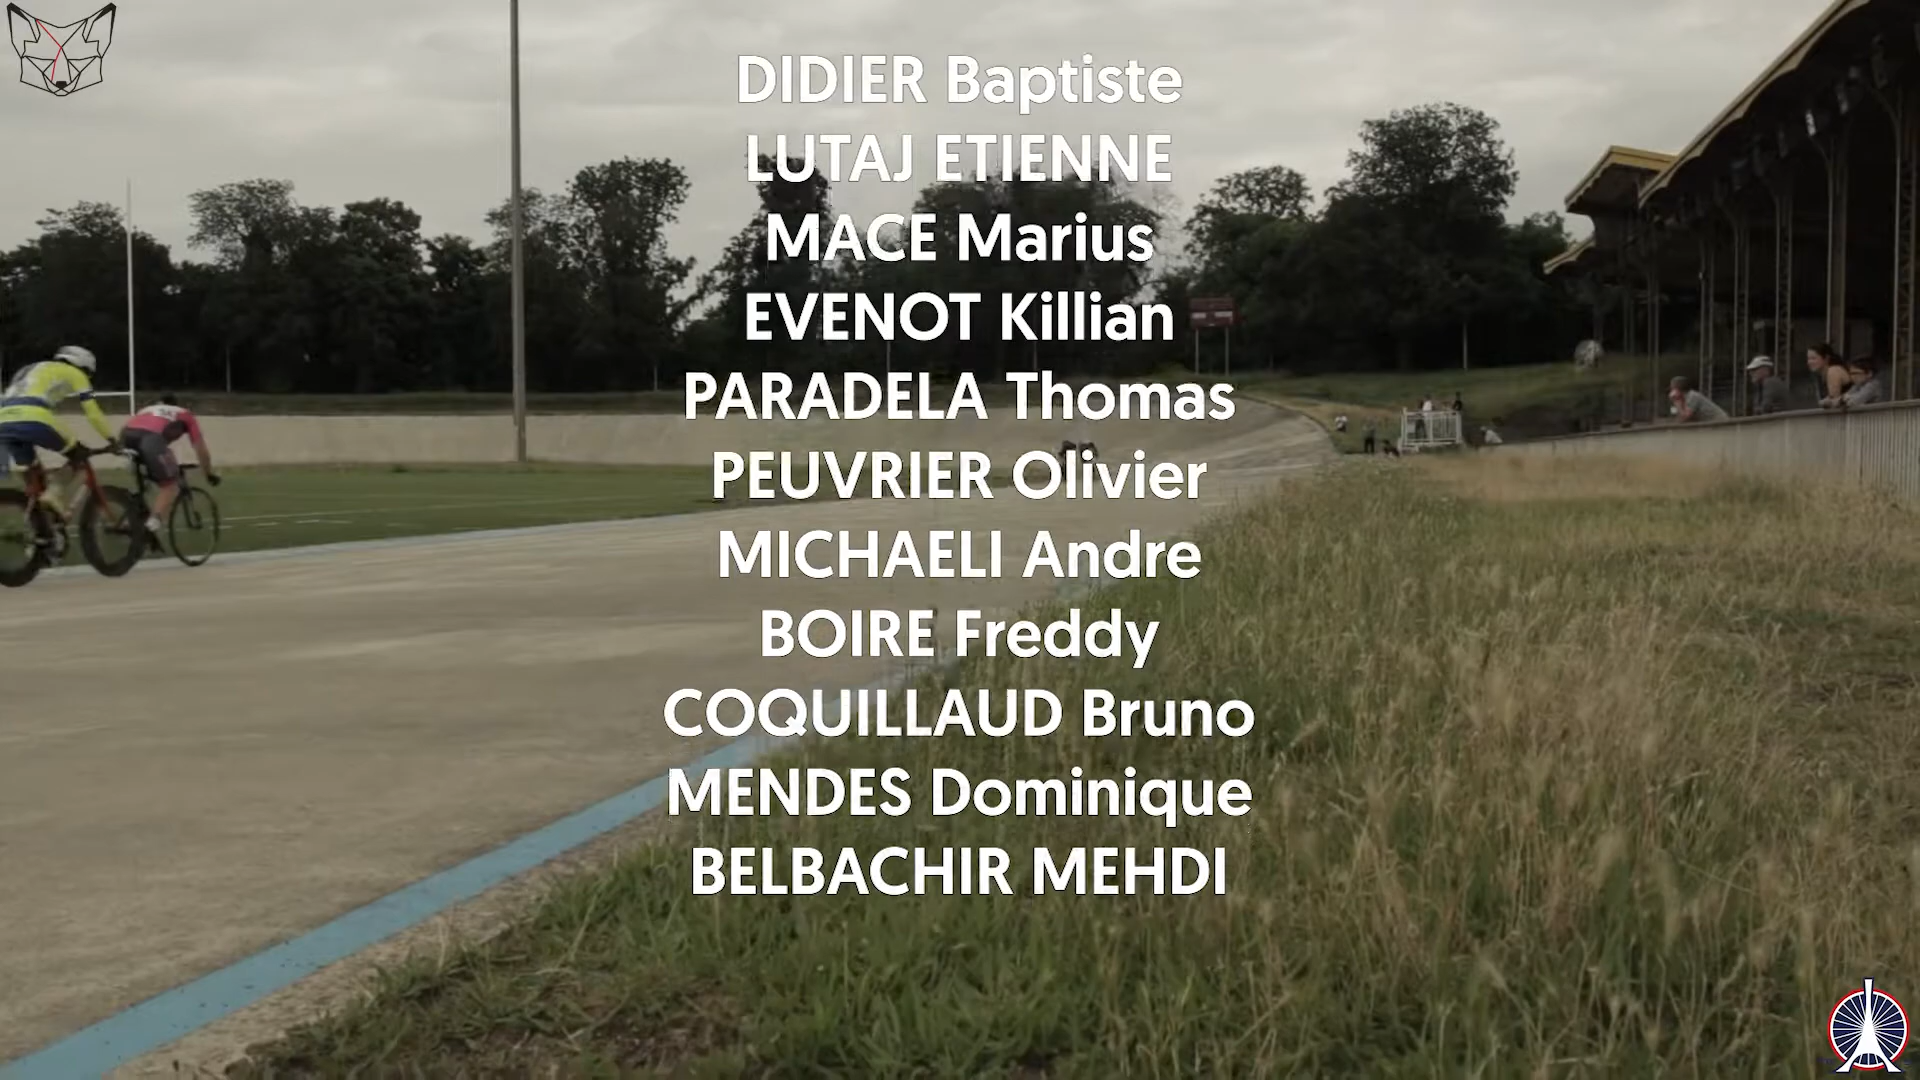 DIDIER Baptiste
LUTAJ ETIENNE
MACE Marius
EVENOT Killian
PARADELA Thomas
PEUVRIER Olivier
MICHAELI Andre
BOIRE Freddy
COQUILLAUD Bruno
MENDES Dominique
BELBACHIR MEHDI